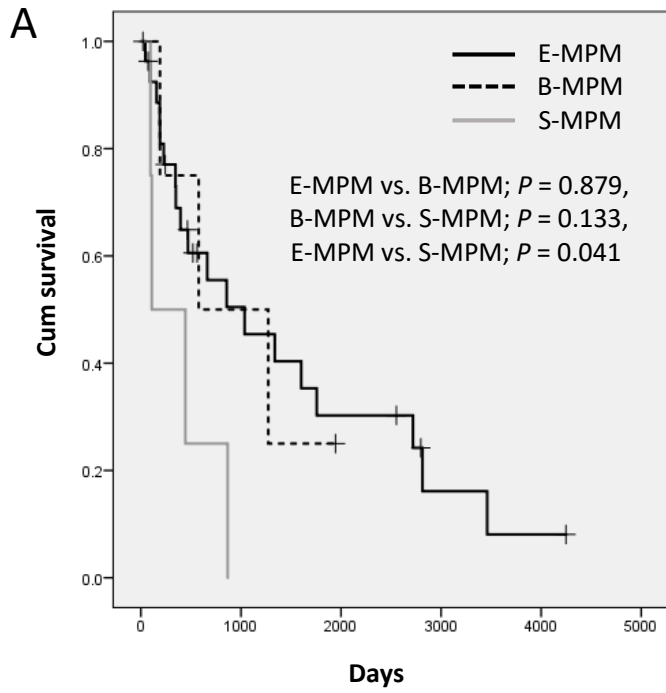 A
E-MPM
B-MPM
S-MPM
E-MPM vs. B-MPM; P = 0.879,
B-MPM vs. S-MPM; P = 0.133,
E-MPM vs. S-MPM; P = 0.041
Cum survival
1.0
0.8
0.6
0.4
0.2
0.0
0 1000 2000 3000 4000 5000
Days